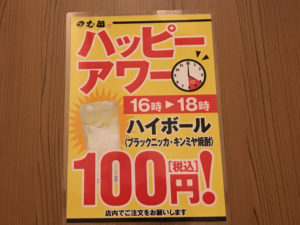 のむ田
ハッピー
アワー
16時▶18時
ハイボール
(ブラックニッカ・キンミヤ焼酎)
100円!
[税込]
店内でご注文をお願いします